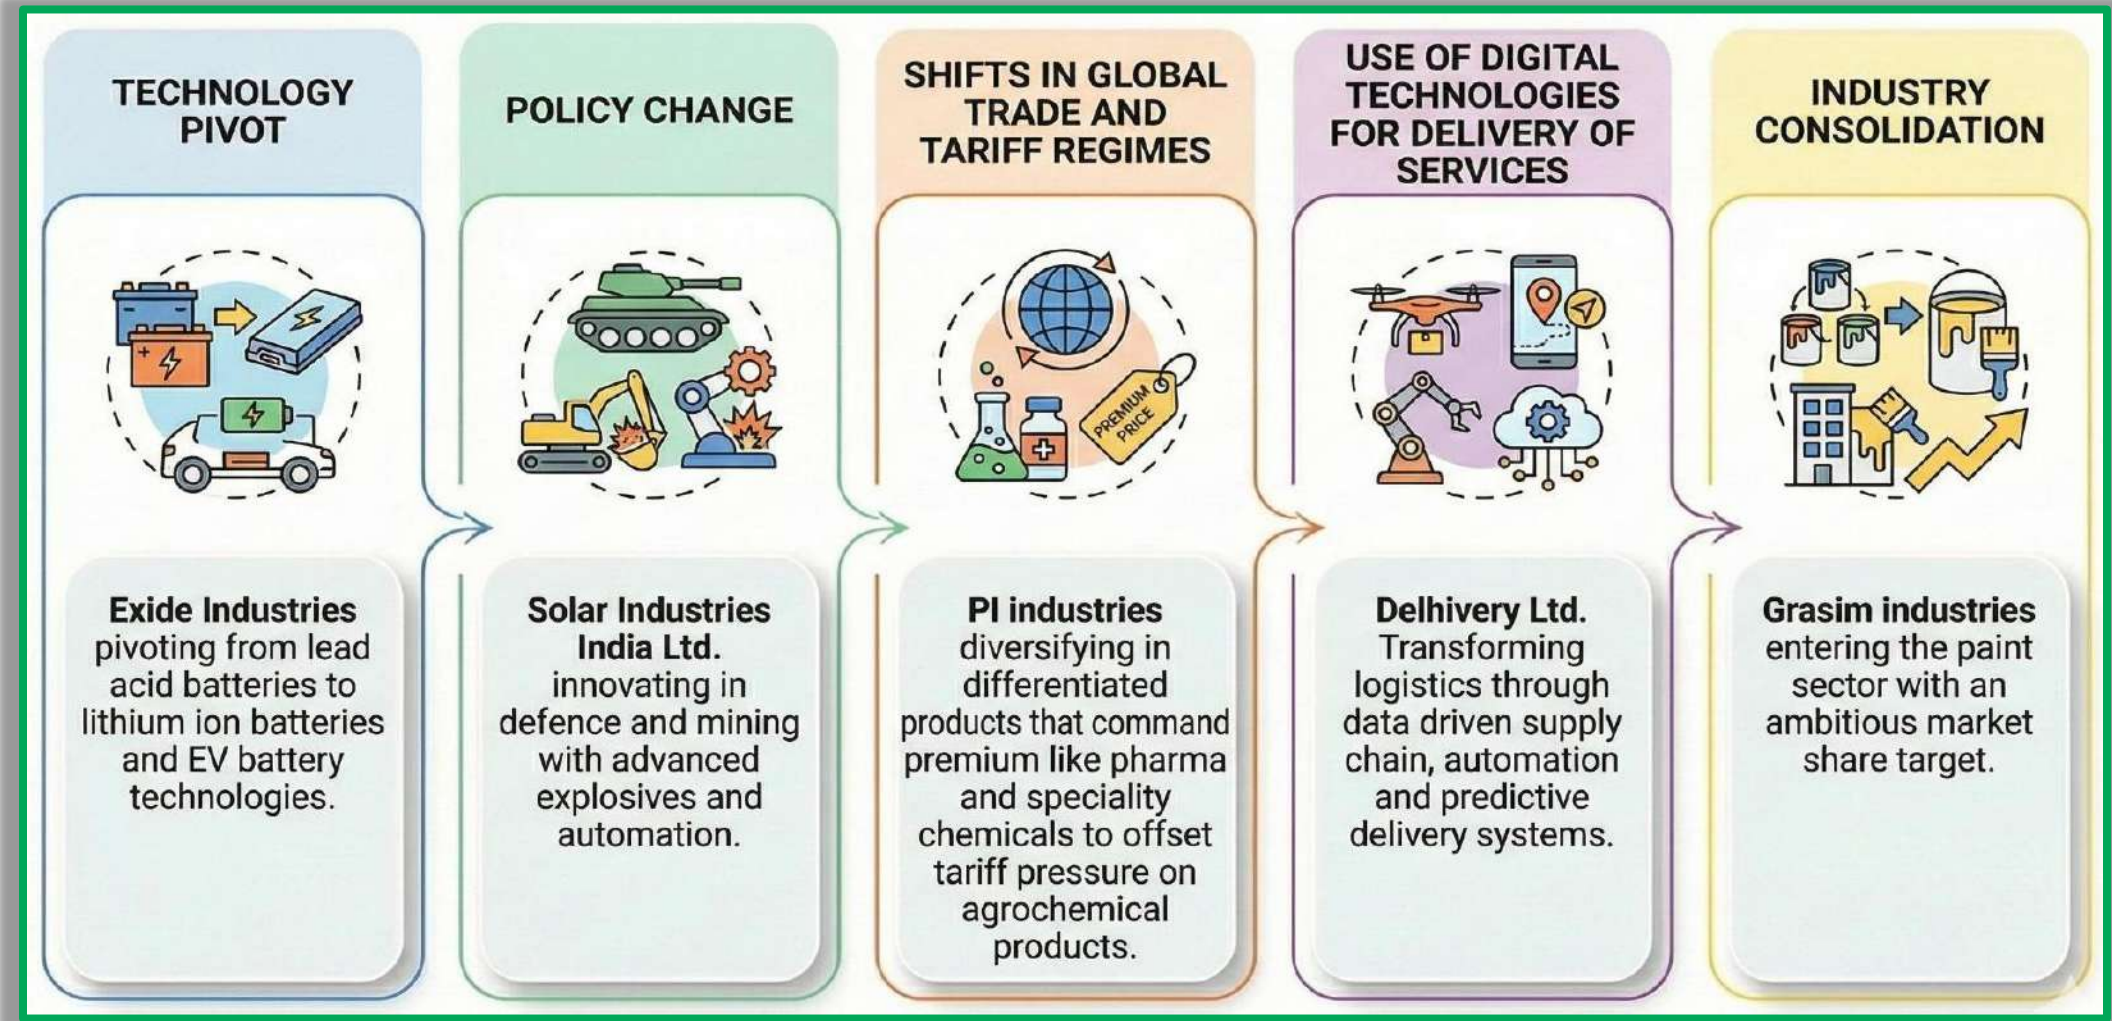 TECHNOLOGY
PIVOT
Exide Industries
pivoting from lead
acid batteries to
lithium ion batteries
and EV battery
technologies.
POLICY CHANGE
Solar Industries
India Ltd.
innovating in
defence and mining
with advanced
explosives and
automation.
SHIFTS IN GLOBAL
TRADE AND
TARIFF REGIMES
PREMIUM
PRICE
PI industries
diversifying in
differentiated
products that command
premium like pharma
and speciality
chemicals to offset
tariff pressure on
agrochemical
products.
USE OF DIGITAL
TECHNOLOGIES
FOR DELIVERY OF
SERVICES
Delhivery Ltd.
Transforming
logistics through
data driven supply
chain, automation
and predictive
delivery systems.
INDUSTRY
CONSOLIDATION
Grasim industries
entering the paint
sector with an
ambitious market
share target.